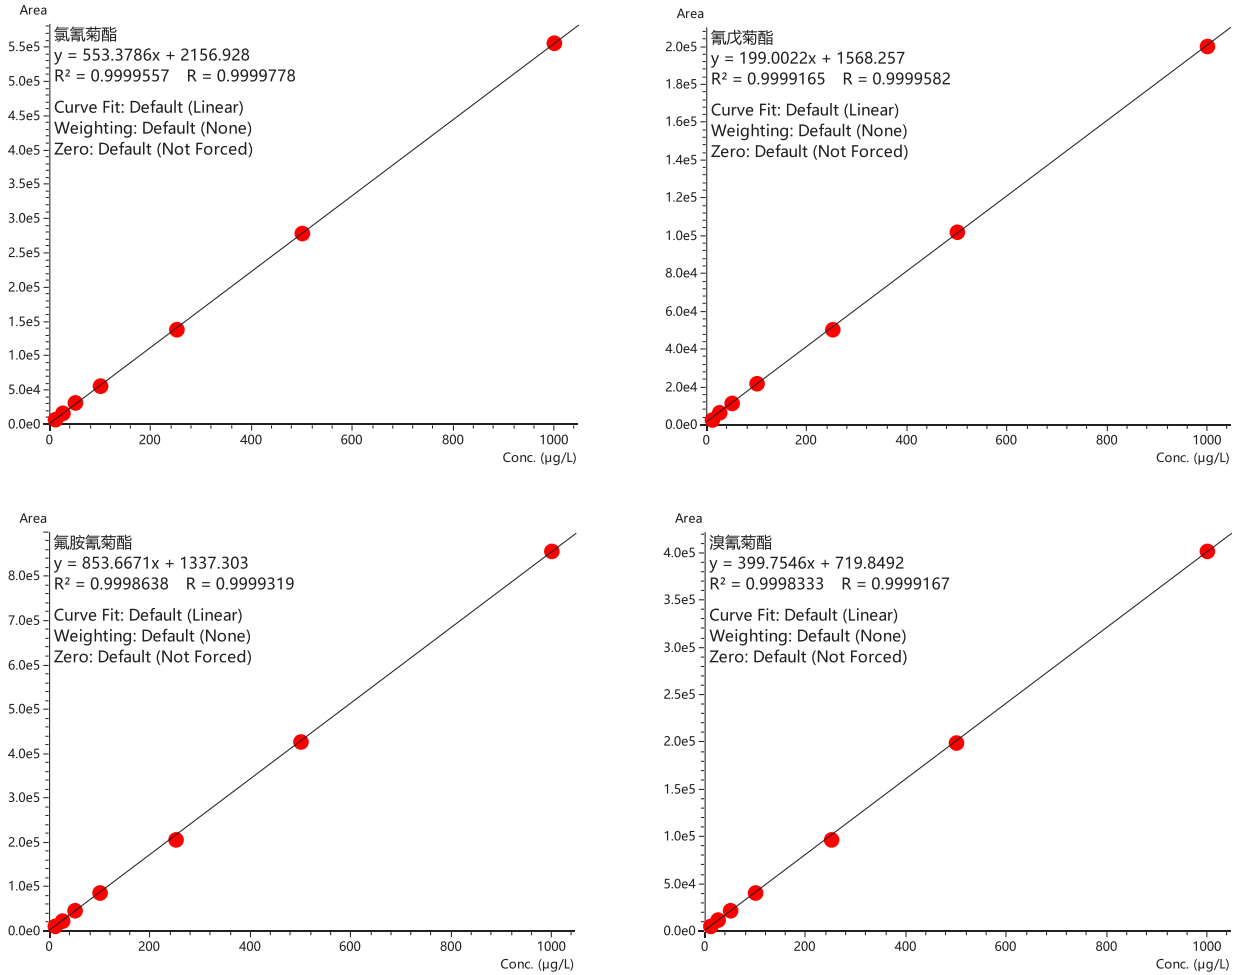 Area
氯氰菊酯
y = 553.3786x + 2156.928
R² = 0.9999557 R = 0.9999778
Curve Fit: Default (Linear)
Weighting: Default (None)
Zero: Default (Not Forced)
5.5e5
5.0e5
4.5e5
4.0e5
3.5e5
3.0e5
2.5e5
2.0e5
1.5e5
1.0e5
5.0e4
0.0e0
0 200 400 600 800 1000
Conc. (µg/L)
Area
氰戊菊酯
y = 199.0022x + 1568.257
R² = 0.9999165 R = 0.9999582
Curve Fit: Default (Linear)
Weighting: Default (None)
Zero: Default (Not Forced)
2.0e5
1.8e5
1.6e5
1.4e5
1.2e5
1.0e5
8.0e4
6.0e4
4.0e4
2.0e4
0.0e0
0 200 400 600 800 1000
Conc. (µg/L)
Area
氟胺氰菊酯
y = 853.6671x + 1337.303
R² = 0.9998638 R = 0.9999319
Curve Fit: Default (Linear)
Weighting: Default (None)
Zero: Default (Not Forced)
8.0e5
7.0e5
6.0e5
5.0e5
4.0e5
3.0e5
2.0e5
1.0e5
0.0e0
0 200 400 600 800 1000
Conc. (µg/L)
Area
溴氰菊酯
y = 399.7546x + 719.8492
R² = 0.9998333 R = 0.9999167
Curve Fit: Default (Linear)
Weighting: Default (None)
Zero: Default (Not Forced)
4.0e5
3.5e5
3.0e5
2.5e5
2.0e5
1.5e5
1.0e5
5.0e4
0.0e0
0 200 400 600 800 1000
Conc. (µg/L)